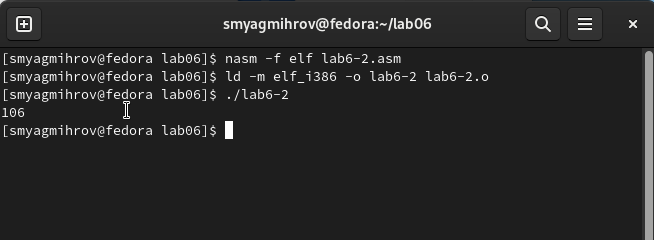 smyagmihrov@fedora:~/lab06
[smyagmihrov@fedora lab06]$ nasm -f elf lab6-2.asm
[smyagmihrov@fedora lab06]$ ld -m elf_i386 -o lab6-2 lab6-2.o
[smyagmihrov@fedora lab06]$ ./lab6-2
106
[smyagmihrov@fedora lab06]$